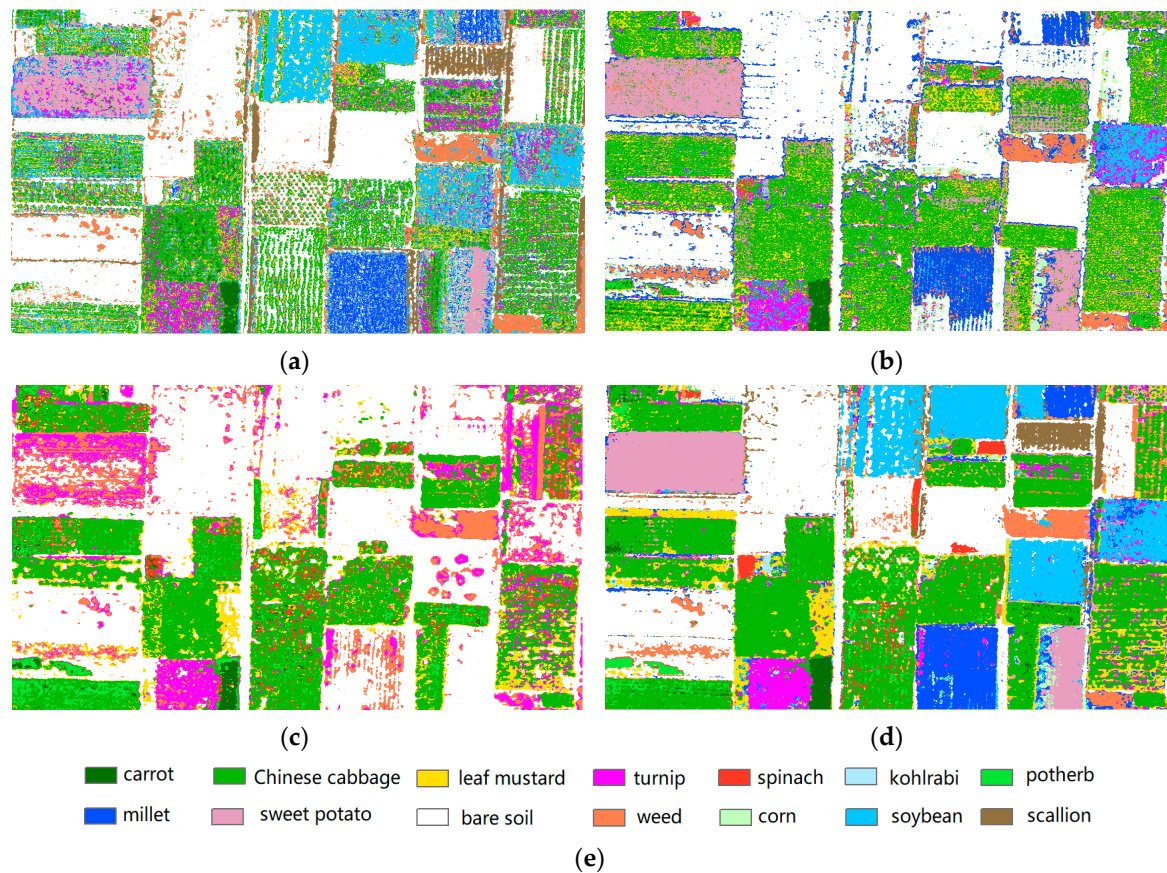 (a) (b)
(c) (d)
carrot Chinese cabbage leaf mustard turnip spinach kohlrabi potherb
millet sweet potato bare soil weed corn soybean scallion
(e)